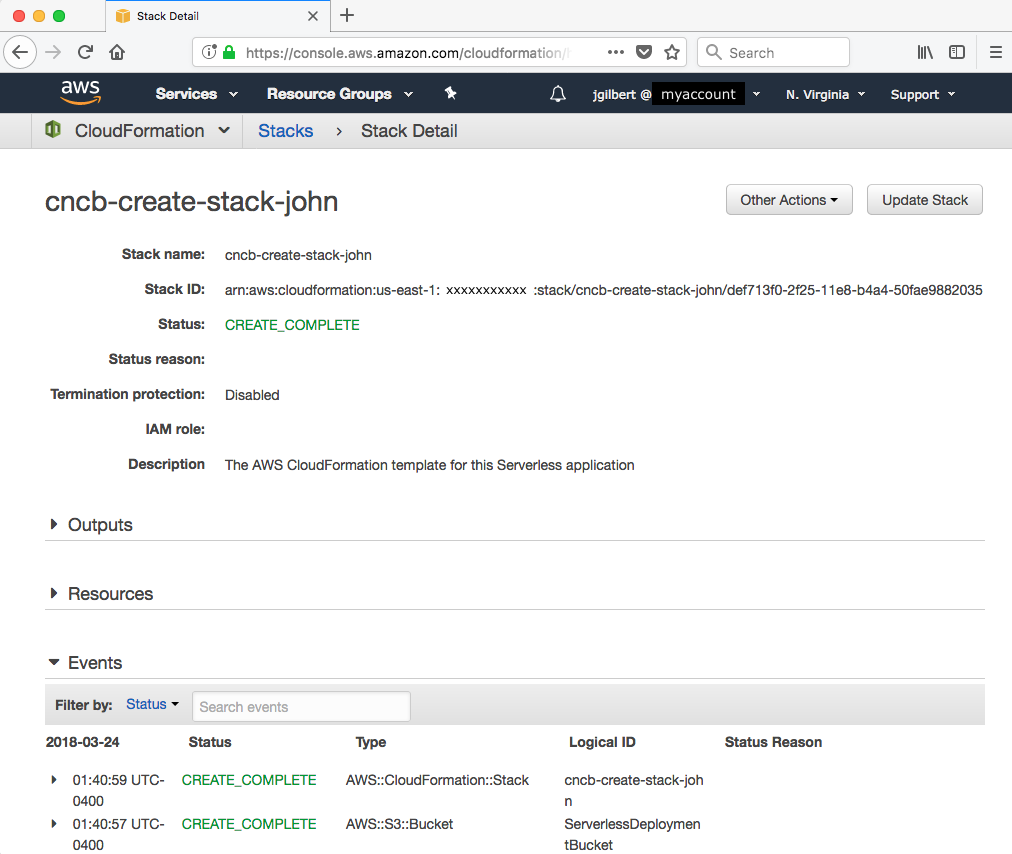 Stack Detail
https://console.aws.amazon.com/cloudformation/
Search
aws
Services
Resource Groups
jgilbert @ myaccount
N. Virginia
Support
CloudFormation
Stacks
Stack Detail
cncb-create-stack-john
Other Actions
Update Stack
Stack name: cncb-create-stack-john
Stack ID: arn:aws:cloudformation:us-east-1: xxxxxxxxxxx :stack/cncb-create-stack-john/def713f0-2f25-11e8-b4a4-50fae9882035
Status: CREATE_COMPLETE
Status reason:
Termination protection: Disabled
IAM role:
Description The AWS CloudFormation template for this Serverless application
Outputs
Resources
Events
Filter by: Status Search events
2018-03-24 Status Type Logical ID Status Reason
01:40:59 UTC- CREATE_COMPLETE AWS::CloudFormation::Stack cncb-create-stack-joh
0400 n
01:40:57 UTC- CREATE_COMPLETE AWS::S3::Bucket ServerlessDeploymen
0400 tBucket